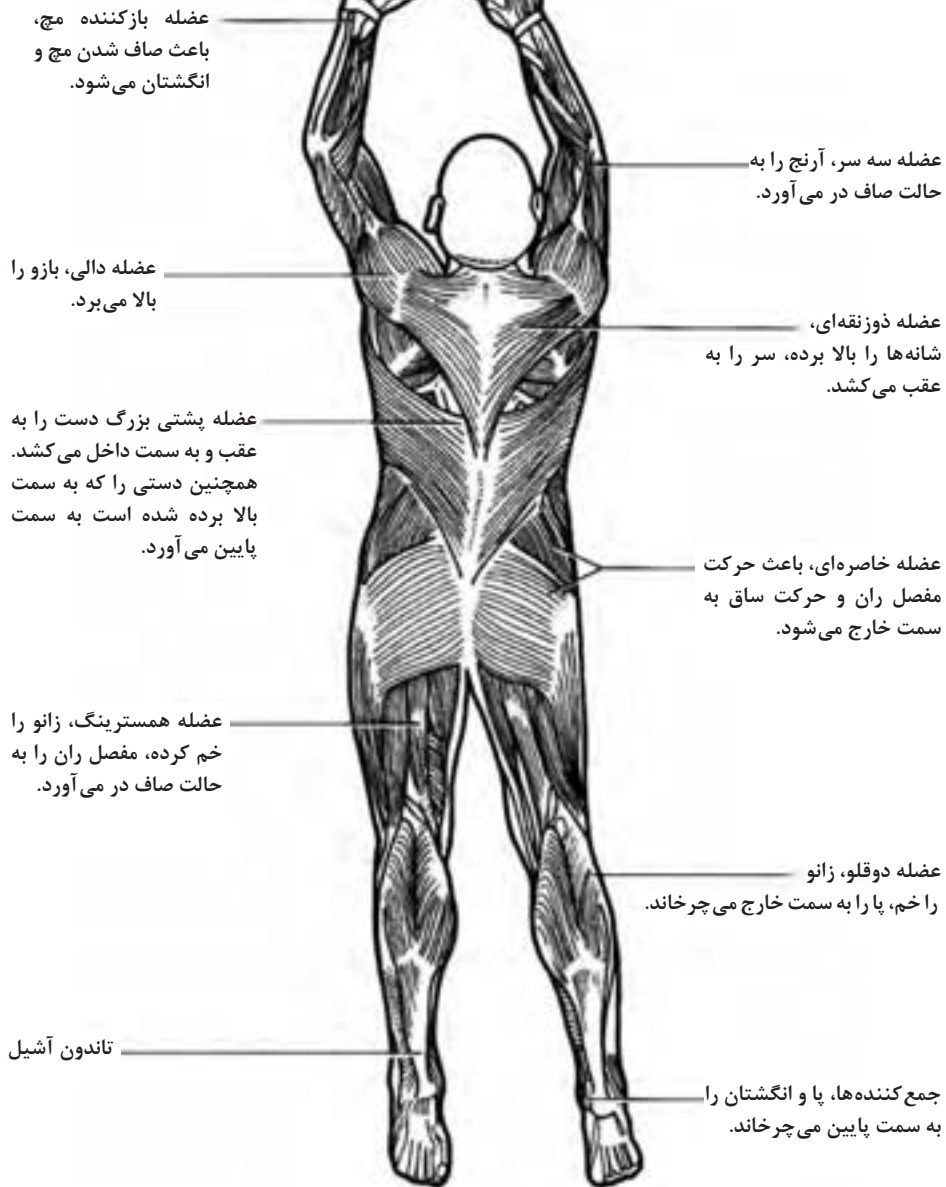 عضله بازکننده مچ،
باعث صاف شدن مچ و
انگشتان می‌شود.
عضله سه سر، آرنج را به
حالت صاف در می‌آورد.
عضله دالی، بازو را
بالا می‌برد.
عضله ذوزنقه‌ای،
شانه‌ها را بالا برده، سر را به
عقب می‌کشد.
عضله پشتی بزرگ دست را به
عقب و به سمت داخل می‌کشد.
همچنین دستی را که به سمت
بالا برده شده است به سمت
پایین می‌آورد.
عضله خاصره‌ای، باعث حرکت
مفصل ران و حرکت ساق به
سمت خارج می‌شود.
عضله همسترینگ، زانو را
خم کرده، مفصل ران را به
حالت صاف در می‌آورد.
عضله دوقلو، زانو
را خم، پا را به سمت خارج می‌چرخاند.
تاندون آشیل
جمع‌کننده‌ها، پا و انگشتان را
به سمت پایین می‌چرخاند.